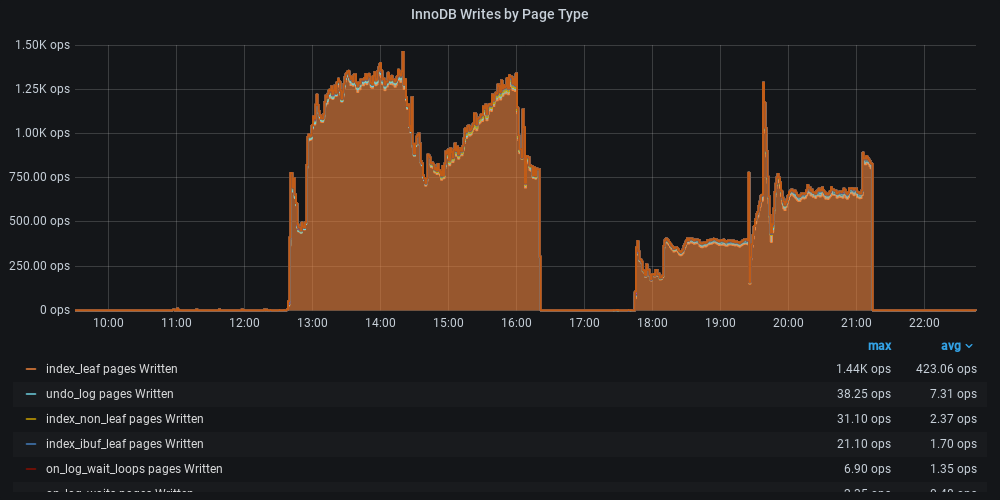 InnoDB Writes by Page Type
1.50K ops
1.25K ops
1.00K ops
750.00 ops
500.00 ops
250.00 ops
0 ops
10:00 11:00 12:00 13:00 14:00 15:00 16:00 17:00 18:00 19:00 20:00 21:00 22:00
max avg
index_leaf pages Written 1.44K ops 423.06 ops
undo_log pages Written 38.25 ops 7.31 ops
index_non_leaf pages Written 31.10 ops 2.37 ops
index_ibuf_leaf pages Written 21.10 ops 1.70 ops
on_log_wait_loops pages Written 6.90 ops 1.35 ops
on_log_waits pages Written